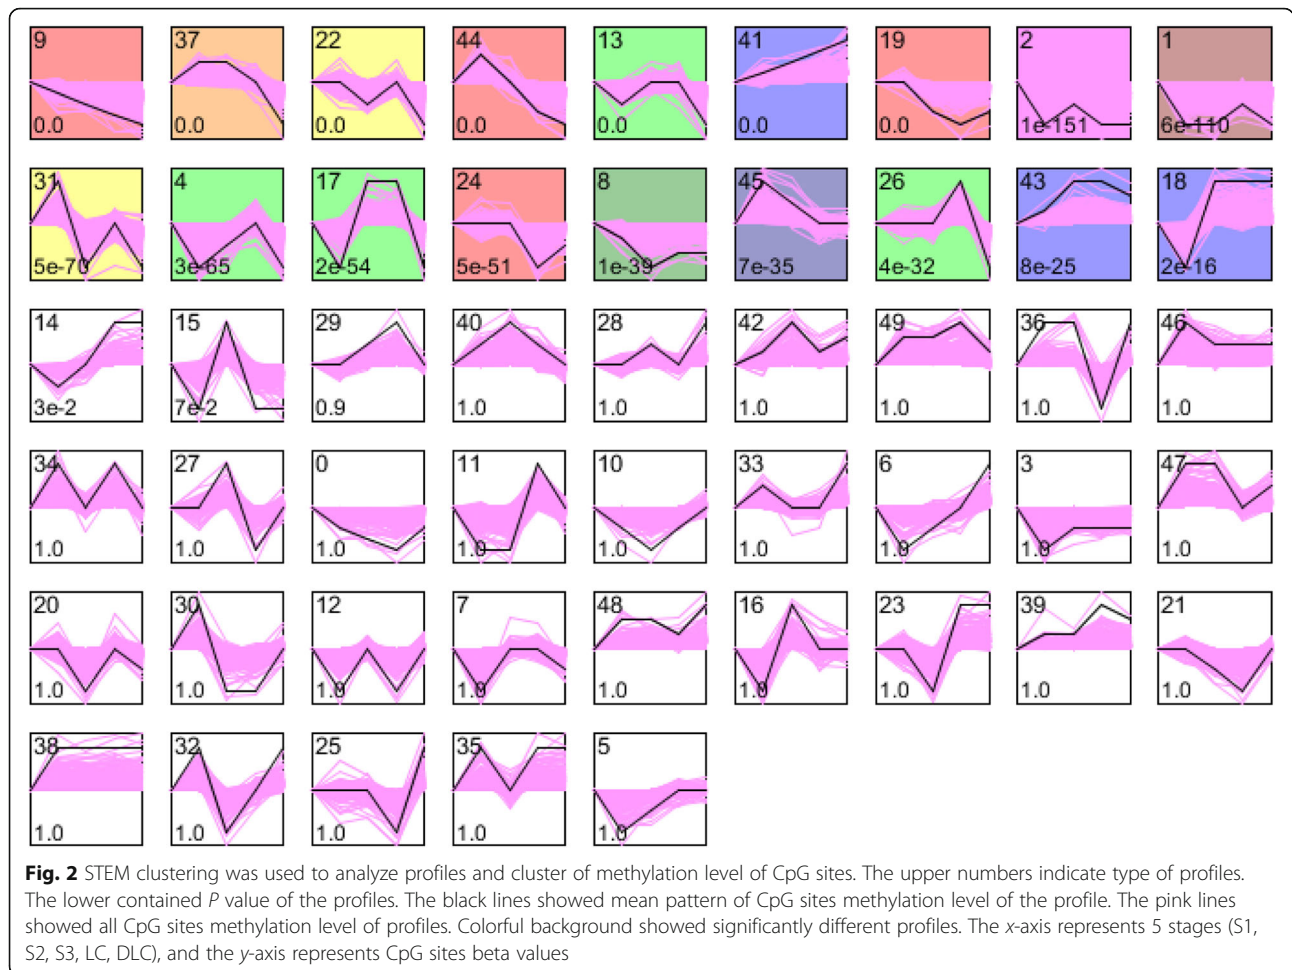 9 37 22 44 13 41 19 2 1
0.0 0.0 0.0 0.0 0.0 0.0 0.0 1e-151 6e-110
31 4 17 24 8 45 26 43 18
5e-70 3e-65 2e-54 5e-51 1e-39 7e-35 4e-32 8e-25 2e-16
14 15 29 40 28 42 49 36 46
3e-2 7e-2 0.9 1.0 1.0 1.0 1.0 1.0 1.0
34 27 0 11 10 33 6 3 47
1.0 1.0 1.0 1.0 1.0 1.0 1.0 1.0 1.0
20 30 12 7 48 16 23 39 21
1.0 1.0 1.0 1.0 1.0 1.0 1.0 1.0 1.0
38 32 25 35 5
1.0 1.0 1.0 1.0 1.0
Fig. 2 STEM clustering was used to analyze profiles and cluster of methylation level of CpG sites. The upper numbers indicate type of profiles.
The lower contained P value of the profiles. The black lines showed mean pattern of CpG sites methylation level of the profile. The pink lines
showed all CpG sites methylation level of profiles. Colorful background showed significantly different profiles. The x-axis represents 5 stages (S1,
S2, S3, LC, DLC), and the y-axis represents CpG sites beta values